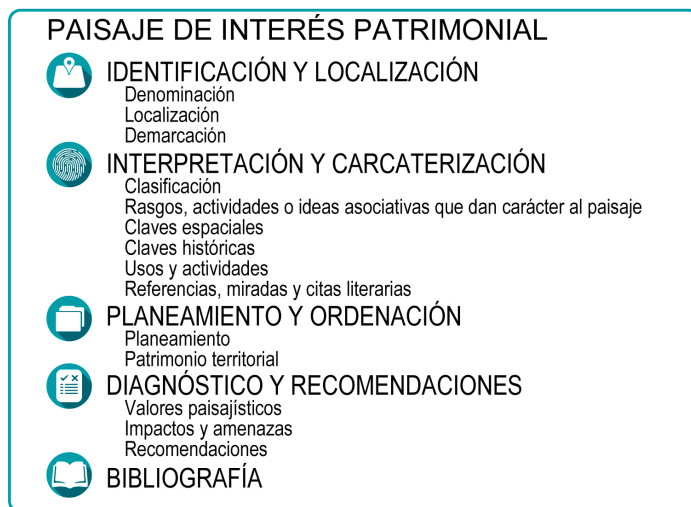 PAISAJE DE INTERÉS PATRIMONIAL
IDENTIFICACIÓN Y LOCALIZACIÓN
Denominación
Localización
Demarcación
INTERPRETACIÓN Y CARCATERIZACIÓN
Clasificación
Rasgos, actividades o ideas asociativas que dan carácter al paisaje
Claves espaciales
Claves históricas
Usos y actividades
Referencias, miradas y citas literarias
PLANEAMIENTO Y ORDENACIÓN
Planeamiento
Patrimonio territorial
DIAGNÓSTICO Y RECOMENDACIONES
Valores paisajísticos
Impactos y amenazas
Recomendaciones
BIBLIOGRAFÍA